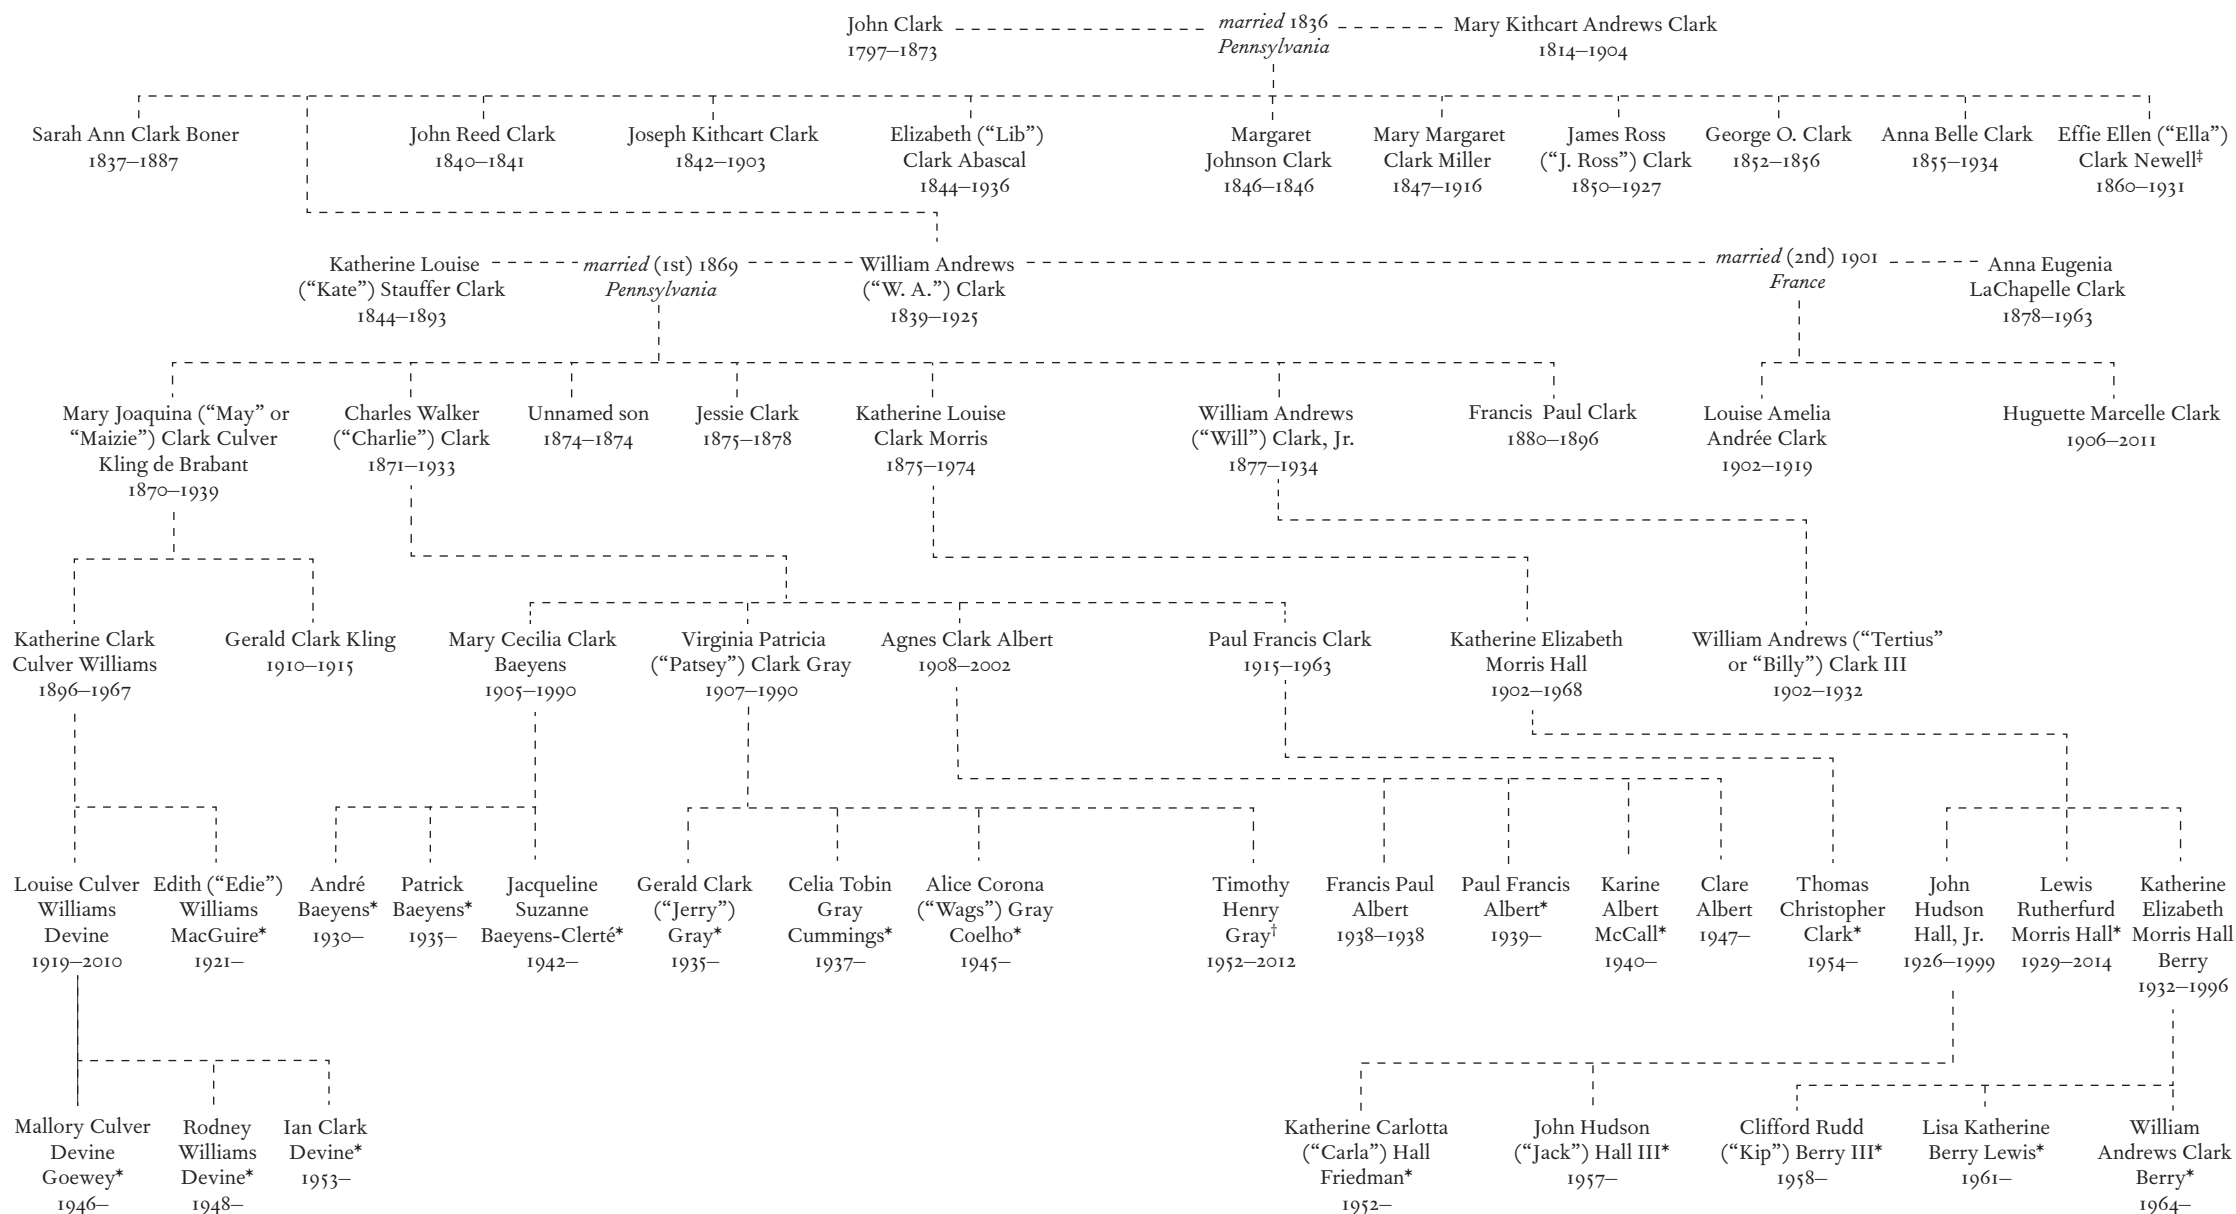 John Clark
1797–1873
married 1836
Pennsylvania
Mary Kithcart Andrews Clark
1814–1904
Sarah Ann Clark Boner
1837–1887
John Reed Clark
1840–1841
Joseph Kithcart Clark
1842–1903
Elizabeth (“Lib”)
Clark Abascal
1844–1936
Margaret
Johnson Clark
1846–1846
Mary Margaret
Clark Miller
1847–1916
James Ross
(“J. Ross”) Clark
1850–1927
George O. Clark
1852–1856
Anna Belle Clark
1855–1934
Effie Ellen (“Ella”)
Clark Newell‡
1860–1931
Katherine Louise
(“Kate”) Stauffer Clark
1844–1893
married (1st) 1869
Pennsylvania
William Andrews
(“W. A.”) Clark
1839–1925
married (2nd) 1901
France
Anna Eugenia
LaChapelle Clark
1878–1963
Mary Joaquina (“May” or
“Maizie”) Clark Culver
Kling de Brabant
1870–1939
Charles Walker
(“Charlie”) Clark
1871–1933
Unnamed son
1874–1874
Jessie Clark
1875–1878
Katherine Louise
Clark Morris
1875–1974
William Andrews
(“Will”) Clark, Jr.
1877–1934
Francis Paul Clark
1880–1896
Louise Amelia
Andrée Clark
1902–1919
Huguette Marcelle Clark
1906–2011
Katherine Clark
Culver Williams
1896–1967
Gerald Clark Kling
1910–1915
Mary Cecilia Clark
Baeyens
1905–1990
Virginia Patricia
(“Patsey”) Clark Gray
1907–1990
Agnes Clark Albert
1908–2002
Paul Francis Clark
1915–1963
Katherine Elizabeth
Morris Hall
1902–1968
William Andrews (“Tertius”
or “Billy”) Clark III
1902–1932
Louise Culver
Williams
Devine
1919–2010
Edith (“Edie”)
Williams
MacGuire*
1921–
André
Baeyens*
1930–
Patrick
Baeyens*
1935–
Jacqueline
Suzanne
Baeyens-Clerté*
1942–
Gerald Clark
(“Jerry”)
Gray*
1935–
Celia Tobin
Gray
Cummings*
1937–
Alice Corona
(“Wags”) Gray
Coelho*
1945–
Timothy
Henry
Gray†
1952–2012
Francis Paul
Albert
1938–1938
Paul Francis
Albert*
1939–
Karine
Albert
McCall*
1940–
Clare
Albert
1947–
Thomas
Christopher
Clark*
1954–
John
Hudson
Hall, Jr.
1926–1999
Lewis
Rutherfurd
Morris Hall*
1929–2014
Katherine
Elizabeth
Morris Hall
Berry
1932–1996
Mallory Culver
Devine
Goewey*
1946–
Rodney
Williams
Devine*
1948–
Ian Clark
Devine*
1953–
Katherine Carlotta
(“Carla”) Hall
Friedman*
1952–
John Hudson
(“Jack”) Hall III*
1957–
Clifford Rudd
(“Kip”) Berry III*
1958–
Lisa Katherine
Berry Lewis*
1961–
William
Andrews Clark
Berry*
1964–